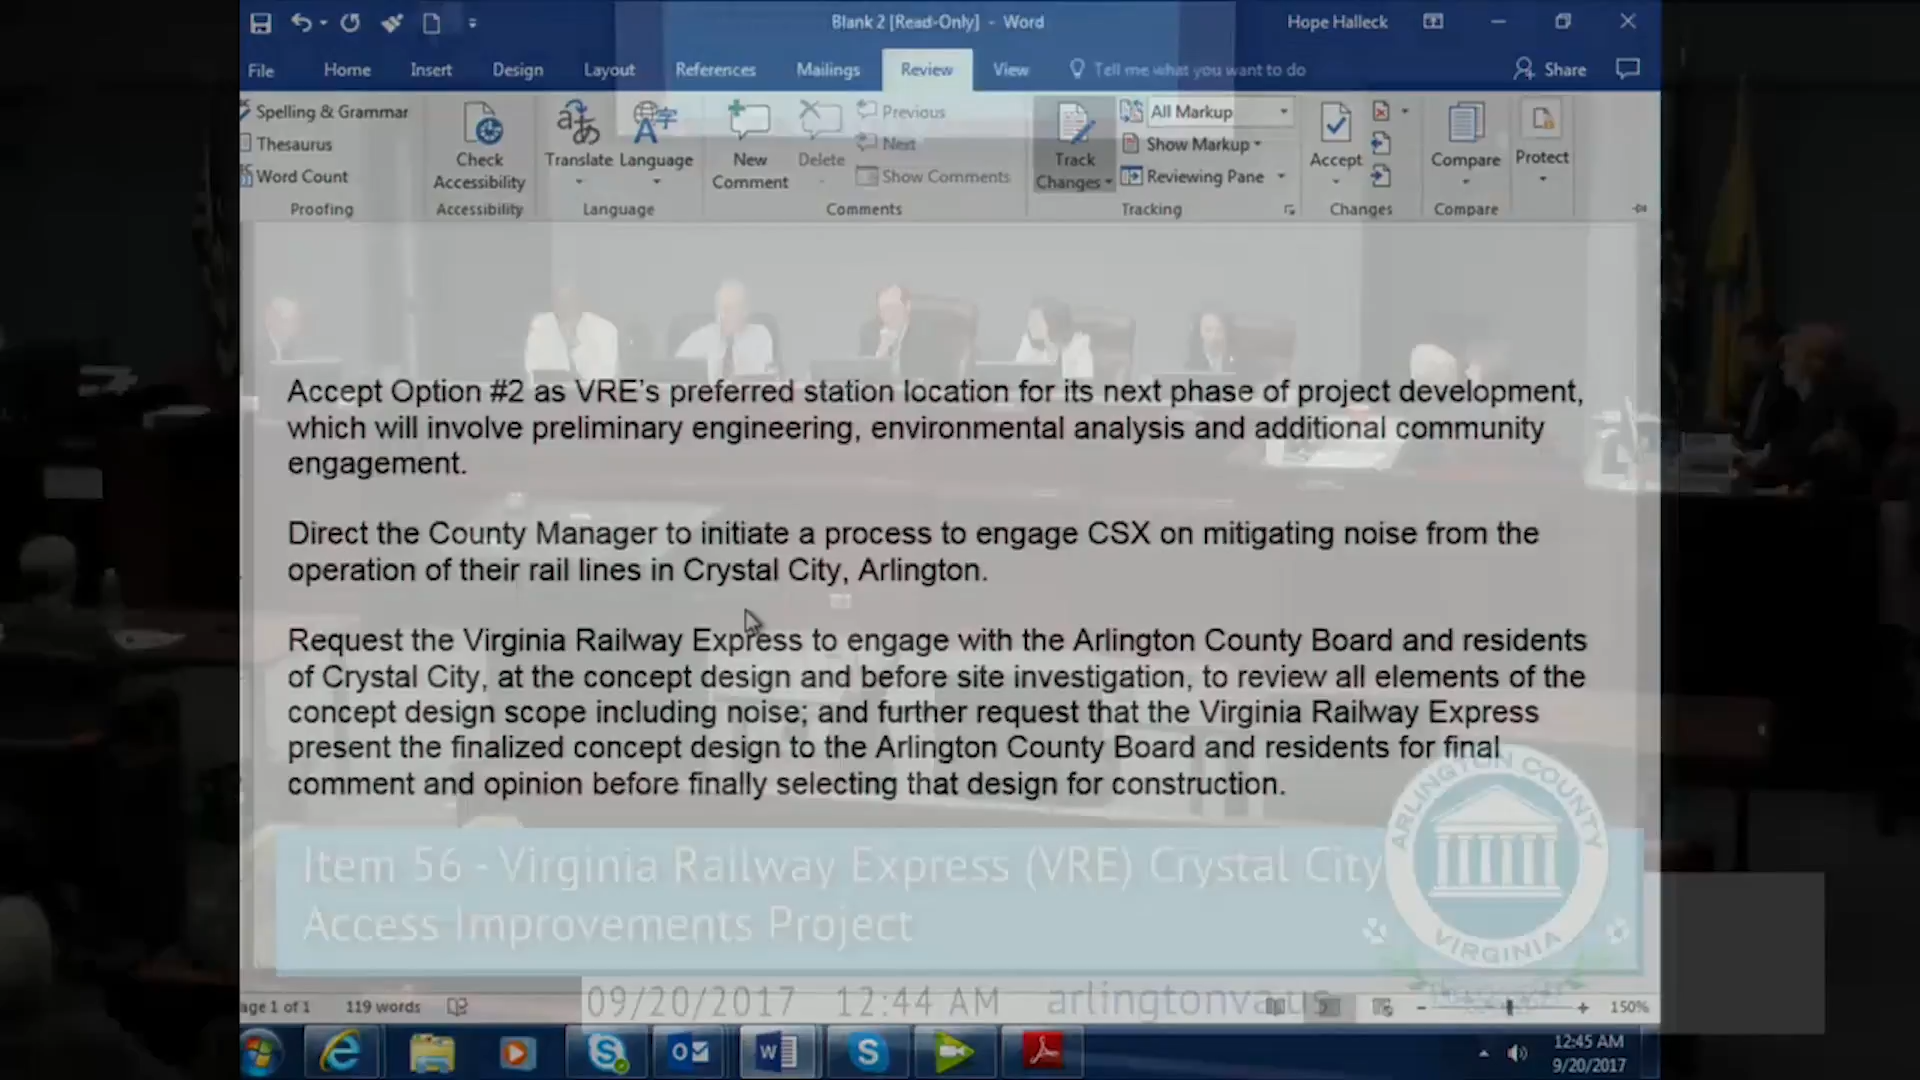 Blank 2 [Read-Only] - Word
Hope Halleck
File
Home
Insert
Design
Layout
References
Mailings
Review
View
Tell me what you want to do
Share
Spelling & Grammar
Thesaurus
Word Count
Proofing
Check
Accessibility
Accessibility
Translate
Language
Language
New
Comment
Delete
Previous
Next
Show Comments
Comments
Track
Changes
All Markup
Show Markup
Reviewing Pane
Tracking
Accept
Changes
Compare
Compare
Protect
Accept Option #2 as VRE's preferred station location for its next phase of project development,
which will involve preliminary engineering, environmental analysis and additional community
engagement.
Direct the County Manager to initiate a process to engage CSX on mitigating noise from the
operation of their rail lines in Crystal City, Arlington.
Request the Virginia Railway Express to engage with the Arlington County Board and residents
of Crystal City, at the concept design and before site investigation, to review all elements of the
concept design scope including noise; and further request that the Virginia Railway Express
present the finalized concept design to the Arlington County Board and residents for final
comment and opinion before finally selecting that design for construction.
Item 56 - Virginia Railway Express (VRE) Crystal City
Access Improvements Project
ARLINGTON COUNTY
VIRGINIA
09/20/2017 12:44 AM arlingtonva.us
age 1 of 1
119 words
150%
12:45 AM
9/20/2017